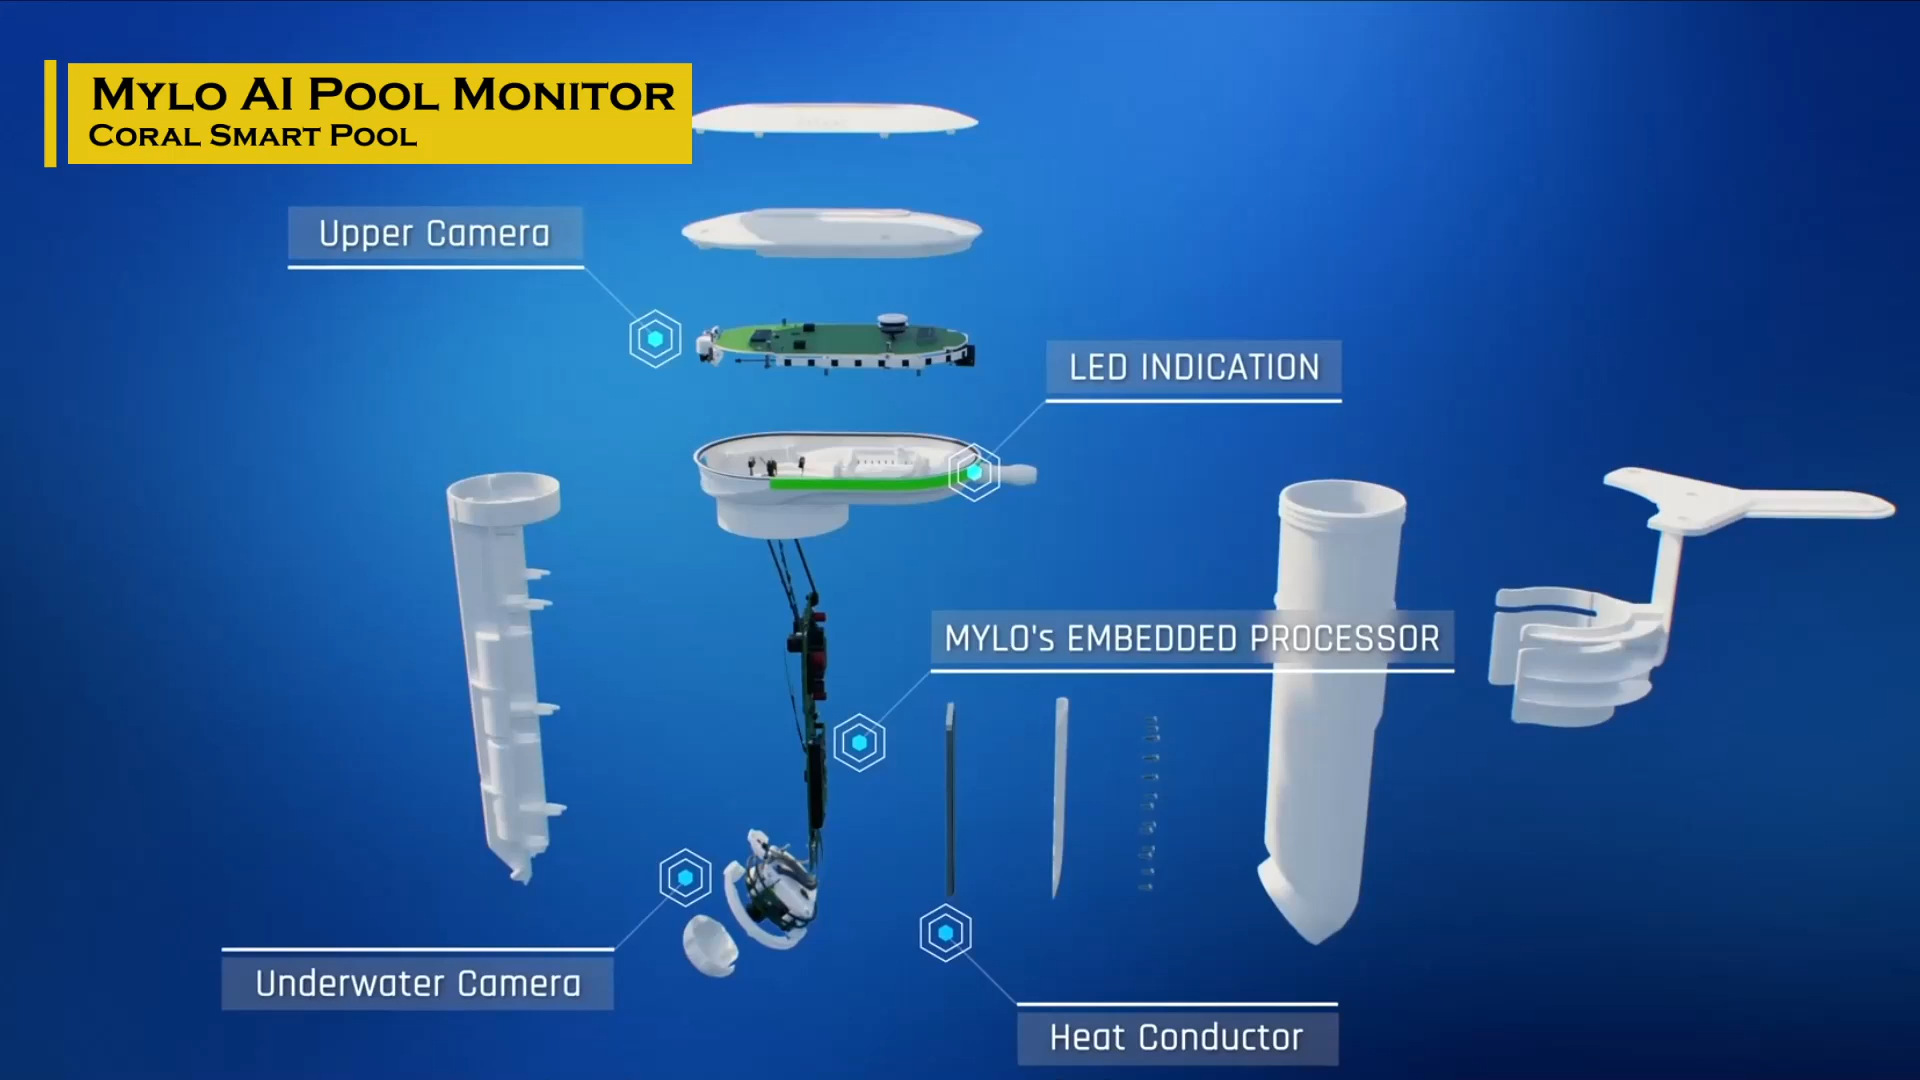 Mylo AI Pool Monitor
Coral Smart Pool
Upper Camera
LED INDICATION
MYLO's EMBEDDED PROCESSOR
Underwater Camera
Heat Conductor